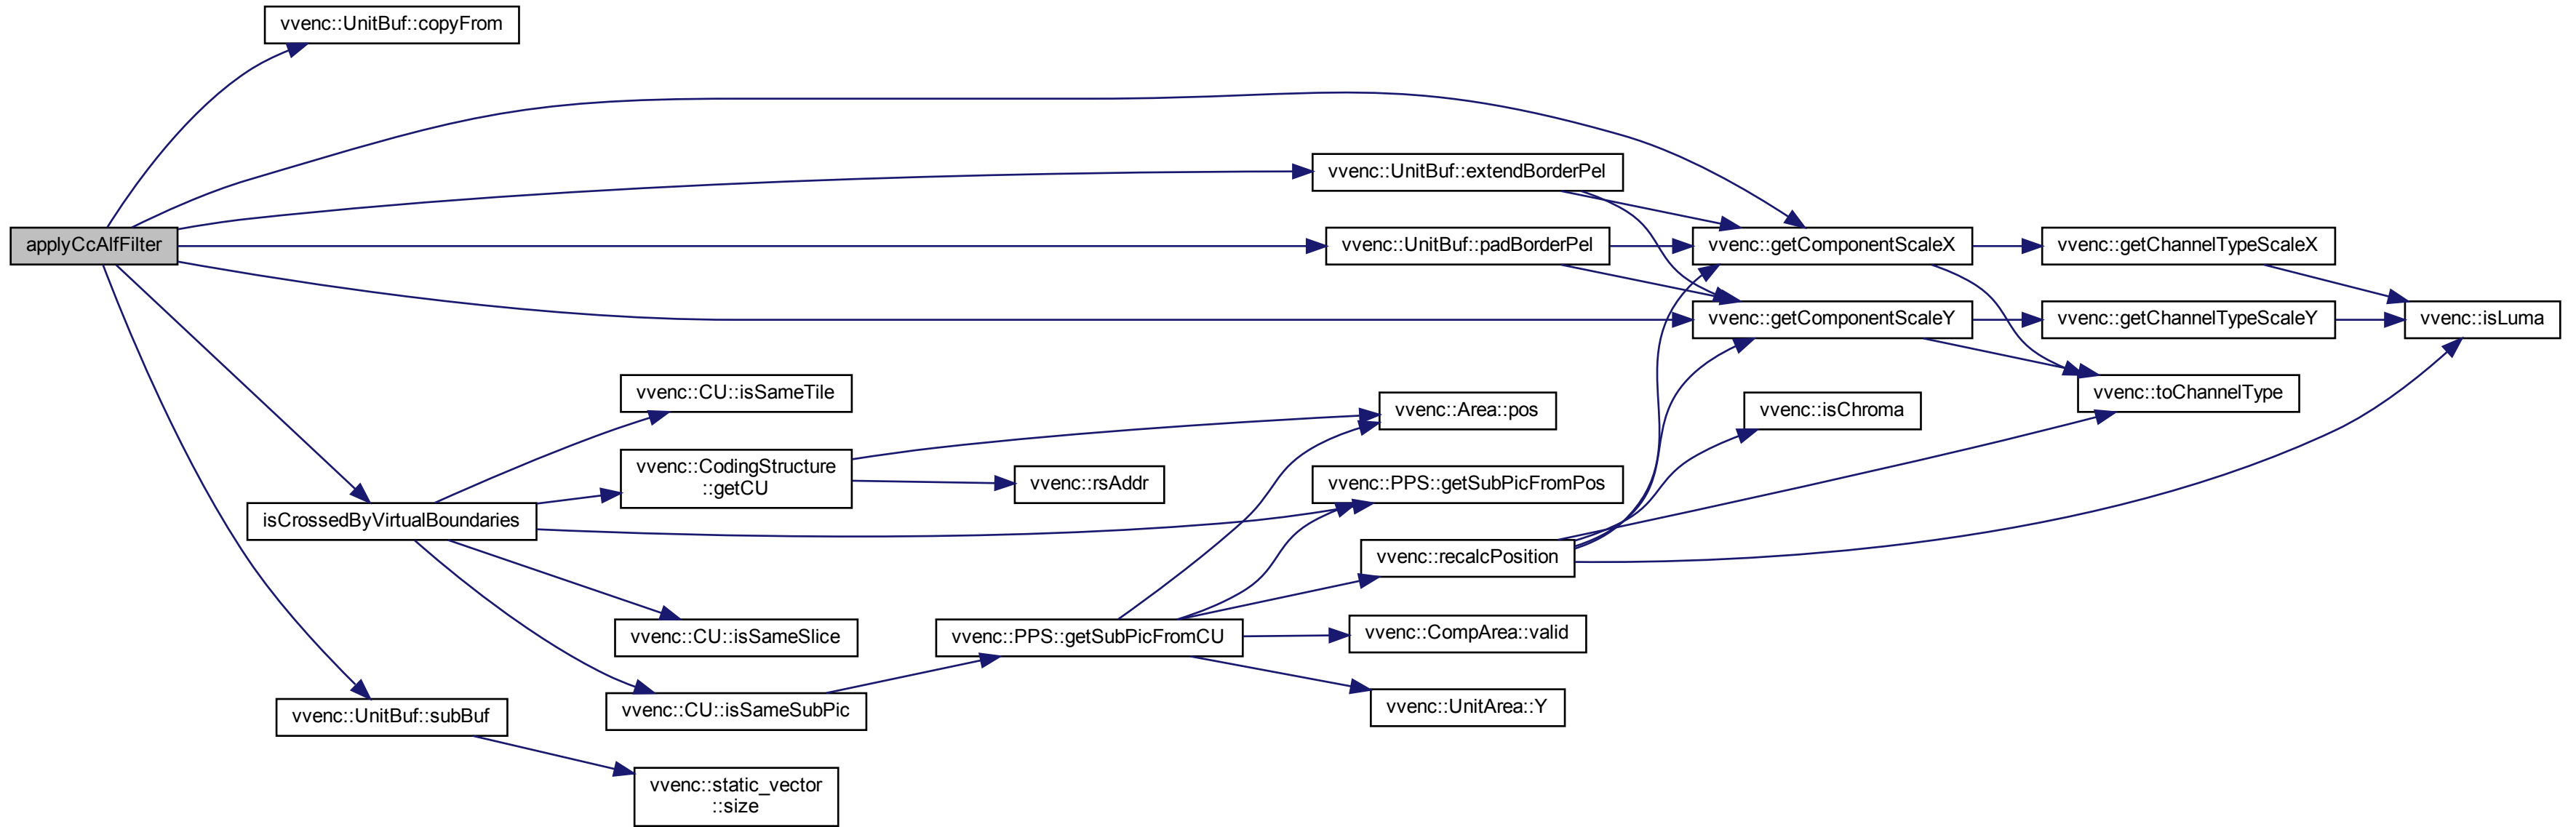 vvenc::UnitBuf::copyFrom
vvenc::UnitBuf::extendBorderPel
applyCcAlfFilter
vvenc::UnitBuf::padBorderPel
vvenc::getComponentScaleX
vvenc::getChannelTypeScaleX
vvenc::getComponentScaleY
vvenc::getChannelTypeScaleY
vvenc::isLuma
vvenc::CU::isSameTile
vvenc::toChannelType
vvenc::Area::pos
vvenc::isChroma
vvenc::CodingStructure
::getCU
vvenc::rsAddr
vvenc::PPS::getSubPicFromPos
isCrossedByVirtualBoundaries
vvenc::recalcPosition
vvenc::CU::isSameSlice
vvenc::PPS::getSubPicFromCU
vvenc::CompArea::valid
vvenc::UnitBuf::subBuf
vvenc::CU::isSameSubPic
vvenc::UnitArea::Y
vvenc::static_vector
::size